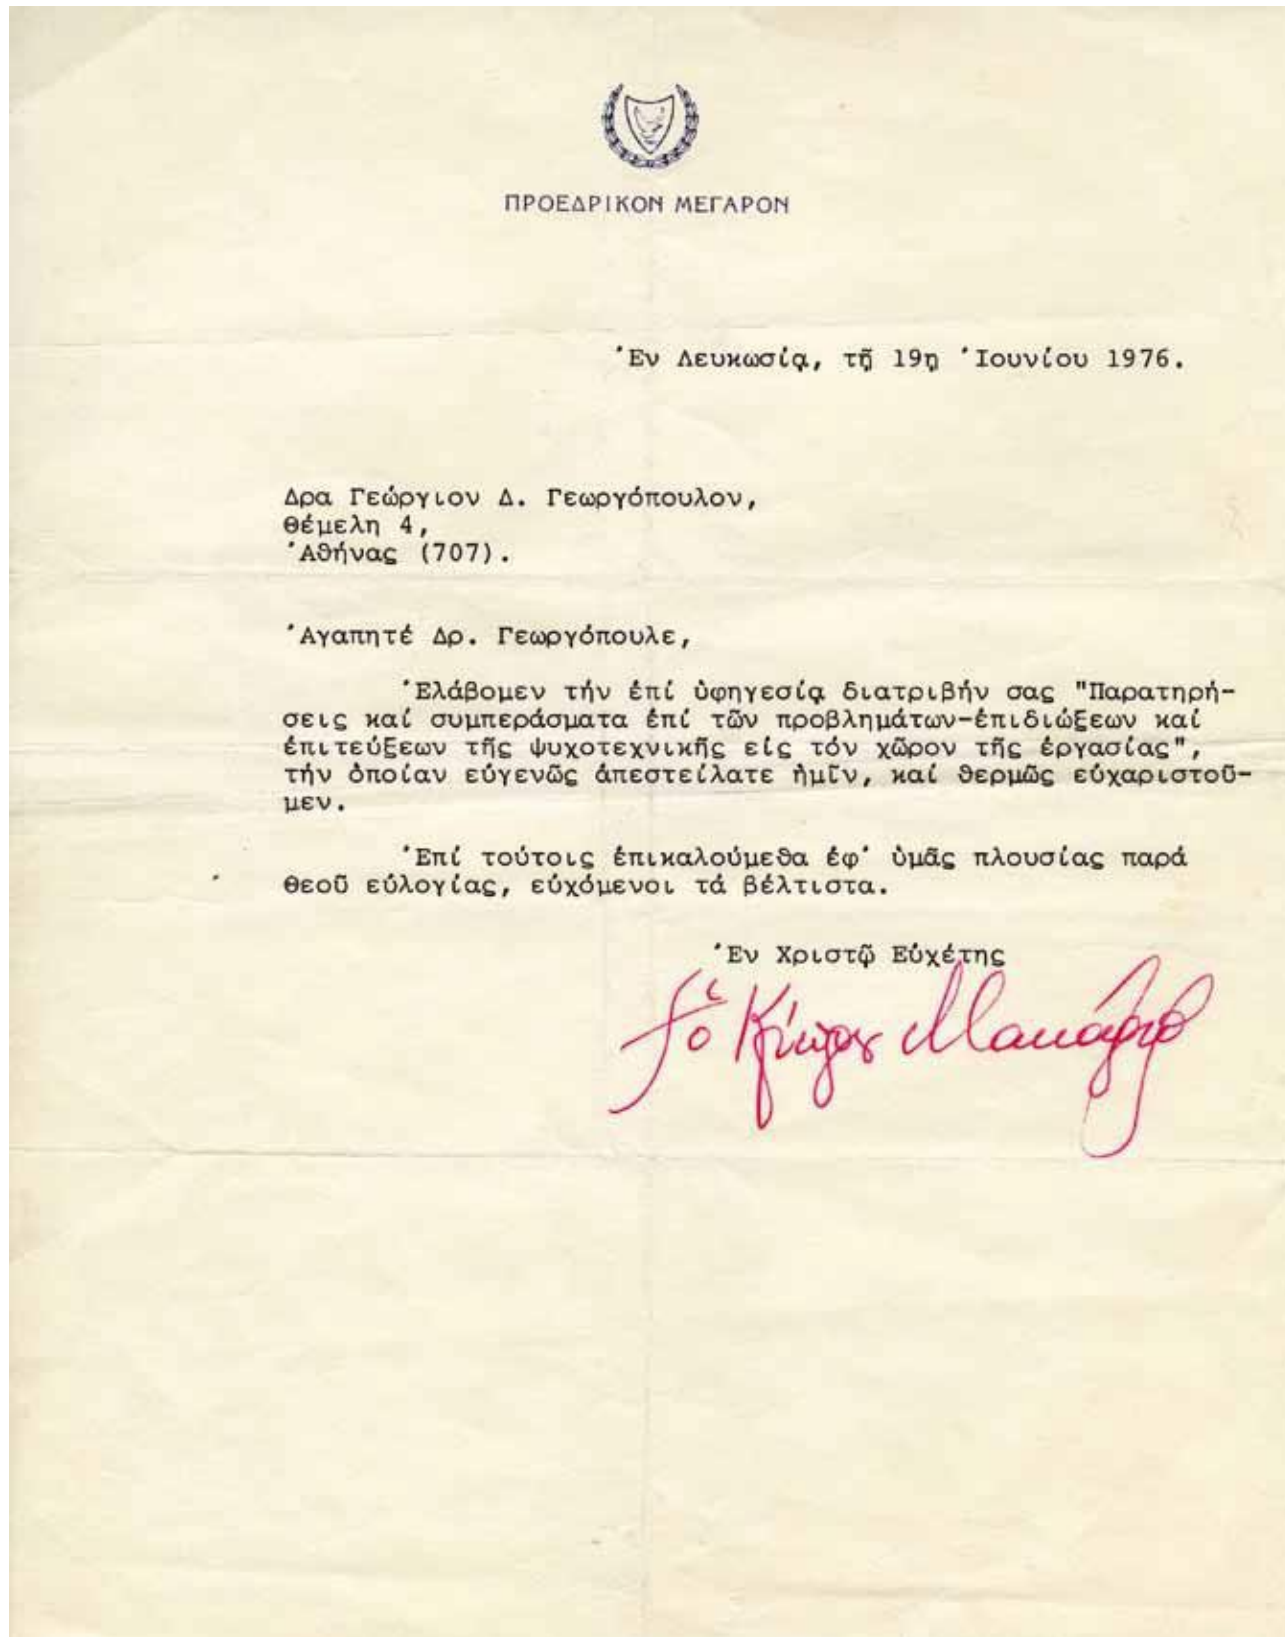 ΠΡΟΕΔΡΙΚΟΝ ΜΕΓΑΡΟΝ
Ἐν Λευκωσίᾳ, τῇ 19ῃ Ἰουνίου 1976.
Δρα Γεώργιον Δ. Γεωργόπουλον,
Θέμελη 4,
Ἀθήνας (707).
Ἀγαπητέ Δρ. Γεωργόπουλε,
Ἐλάβομεν τήν ἐπί ὑφηγεσίᾳ διατριβήν σας "Παρατηρή-
σεις καί συμπεράσματα ἐπί τῶν προβλημάτων-ἐπιδιώξεων καί
ἐπιτεύξεων τῆς ψυχοτεχνικῆς εἰς τόν χῶρον τῆς ἐργασίας",
τήν ὁποίαν εὐγενῶς ἀπεστείλατε ἡμῖν, καί θερμῶς εὐχαριστοῦ-
μεν.
Ἐπί τούτοις ἐπικαλούμεθα ἐφ' ὑμᾶς πλουσίας παρά
Θεοῦ εὐλογίας, εὐχόμενοι τά βέλτιστα.
Ἐν Χριστῷ Εὐχέτης
† ὁ Κύπρου Μακάριος